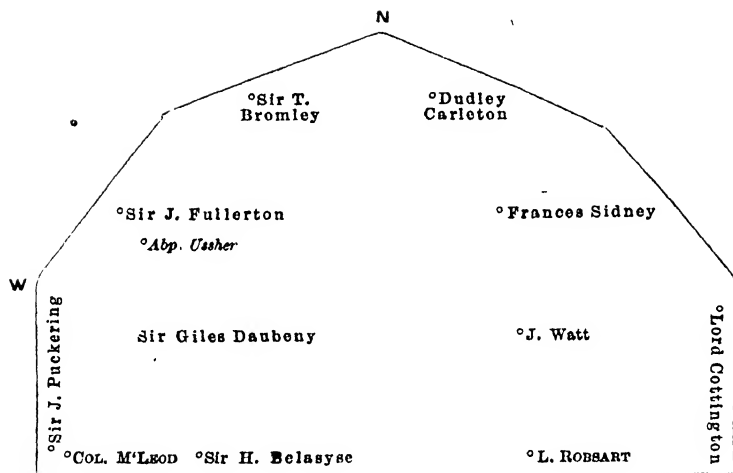 N
°Sir T.
Bromley
°Dudley
Carleton
°Sir J. Fullerton
°Frances Sidney
°Abp. Ussher
W
°Sir J. Puckering
Sir Giles Daubeny
°J. Watt
°Lord Cottington
°COL. M'LEOD
°Sir H. Belasyse
°L. ROBSART